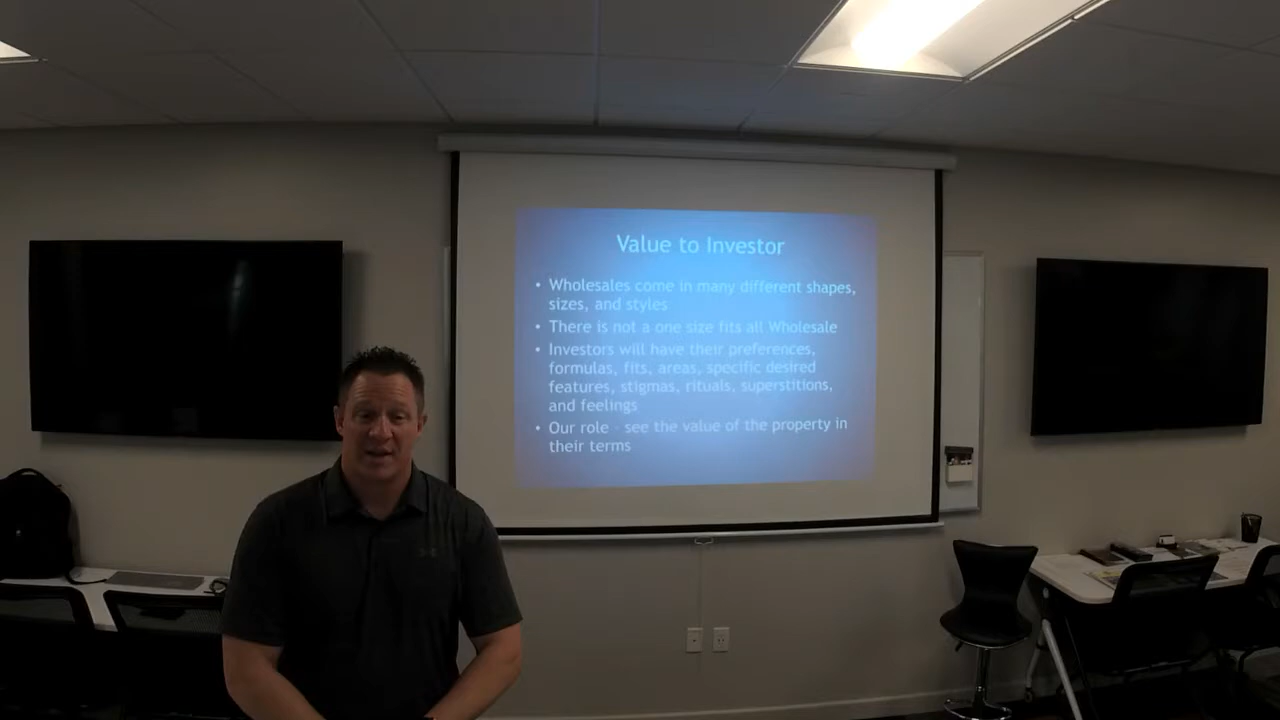 Value to Investor
• Wholesales come in many different shapes,
sizes, and styles
• There is not a one size fits all Wholesale
• Investors will have their preferences,
formulas, fits, areas, specific desired
features, stigmas, rituals, superstitions,
and feelings
• Our role - see the value of the property in
their terms